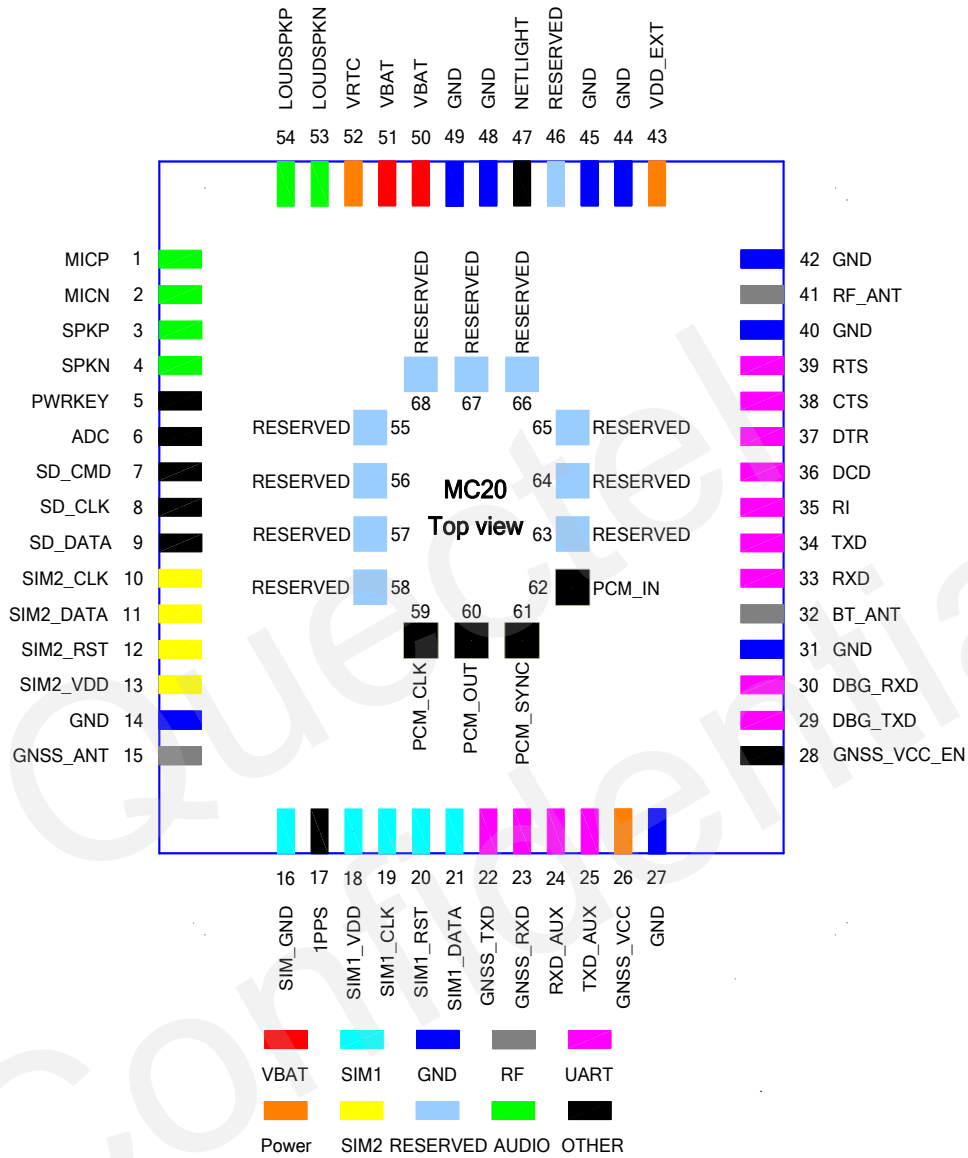 LOUDSPKP
LOUDSPKN
VRTC
VBAT
VBAT
GND
GND
NETLIGHT
RESERVED
GND
GND
VDD_EXT
54 53 52 51 50 49 48 47 46 45 44 43
MICP 1
MICN 2
SPKP 3
SPKN 4
PWRKEY 5
ADC 6
SD_CMD 7
SD_CLK 8
SD_DATA 9
SIM2_CLK 10
SIM2_DATA 11
SIM2_RST 12
SIM2_VDD 13
GND 14
GNSS_ANT 15
RESERVED
RESERVED
RESERVED
68 67 66
RESERVED 55
RESERVED 56
RESERVED 57
RESERVED 58
MC20
Top view
65 RESERVED
64 RESERVED
63 RESERVED
62 PCM_IN
59 60 61
PCM_CLK
PCM_OUT
PCM_SYNC
42 GND
41 RF_ANT
40 GND
39 RTS
38 CTS
37 DTR
36 DCD
35 RI
34 TXD
33 RXD
32 BT_ANT
31 GND
30 DBG_RXD
29 DBG_TXD
28 GNSS_VCC_EN
16 17 18 19 20 21 22 23 24 25 26 27
SIM_GND
1PPS
SIM1_VDD
SIM1_CLK
SIM1_RST
SIM1_DATA
GNSS_TXD
GNSS_RXD
RXD_AUX
TXD_AUX
GNSS_VCC
GND
VBAT SIM1 GND RF UART
Power SIM2 RESERVED AUDIO OTHER
Quectel